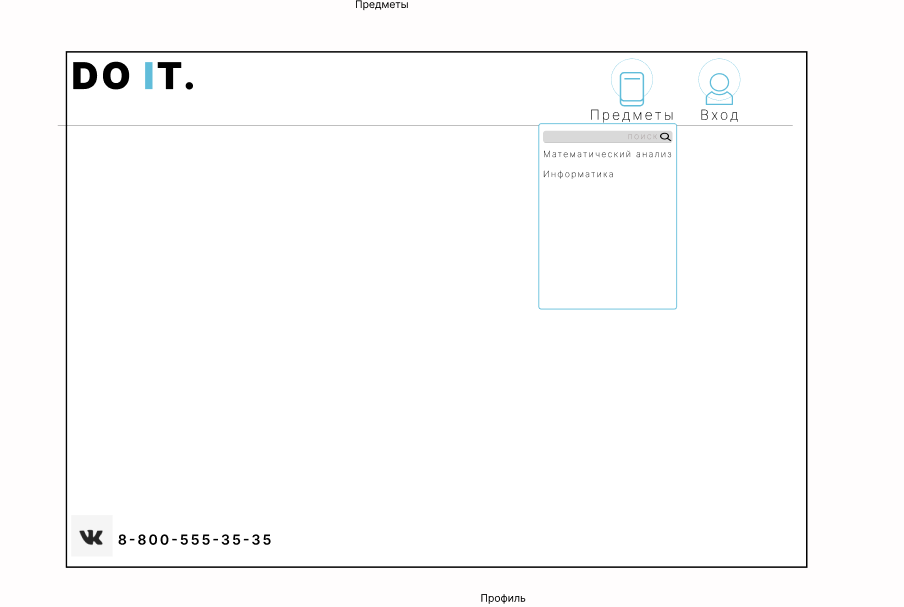 Предметы
DO IT.
Предметы
Вход
поиск
Математический анализ
Информатика
8-800-555-35-35
Профиль